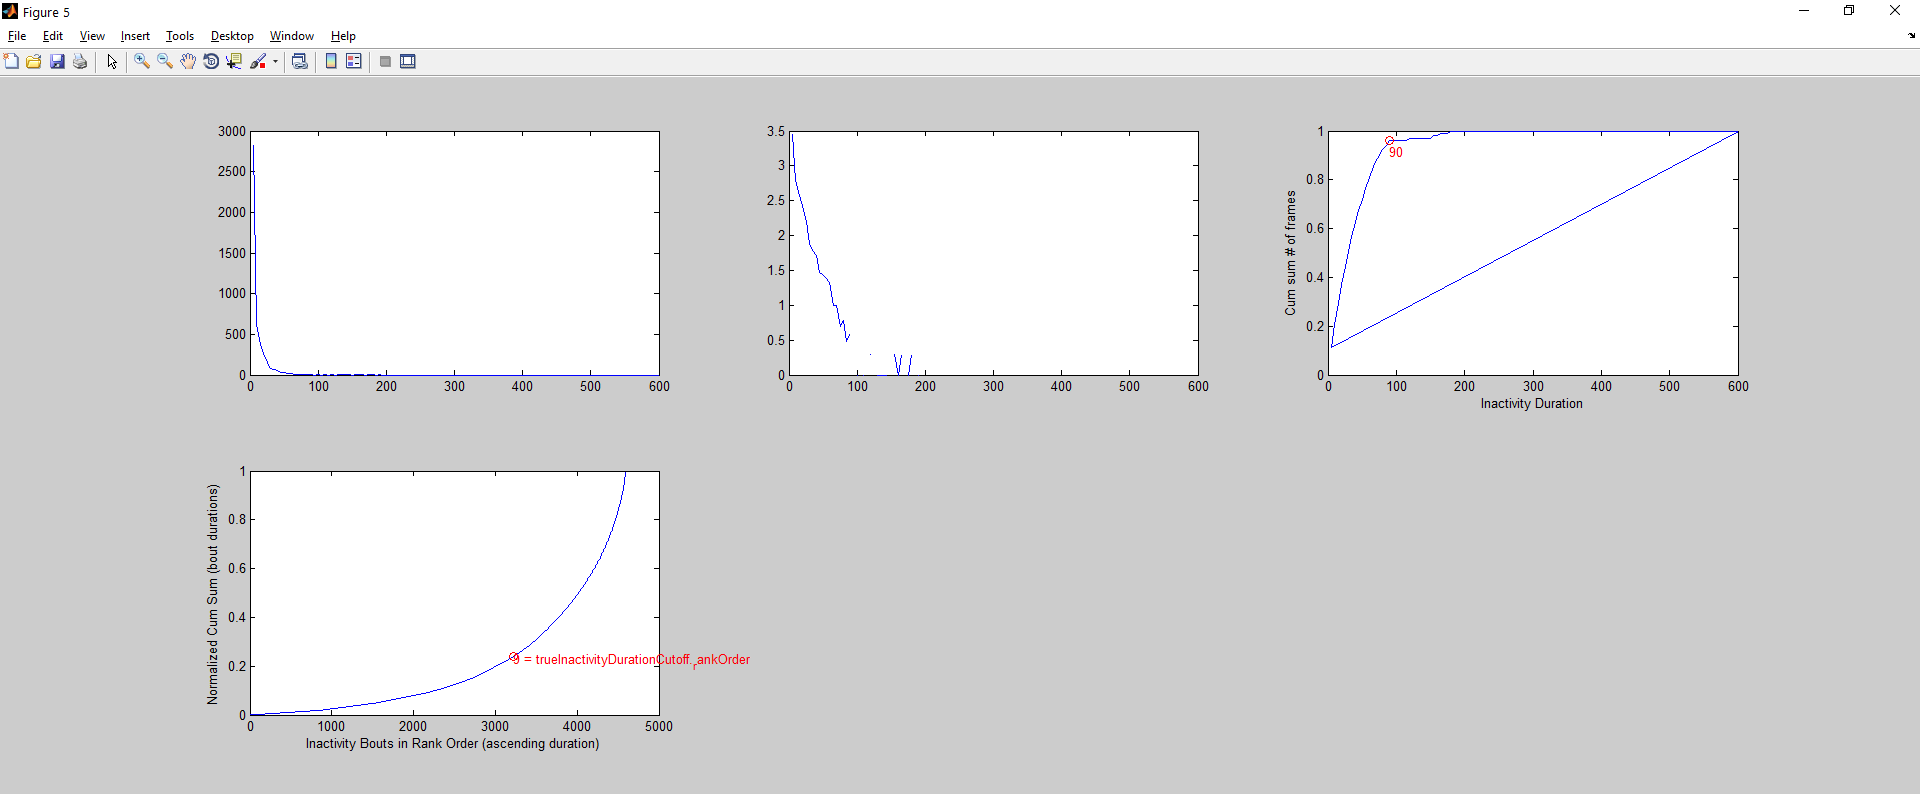 Figure 5
File Edit View Insert Tools Desktop Window Help
3000
2500
2000
1500
1000
500
0
0 100 200 300 400 500 600
3.5
3
2.5
2
1.5
1
0.5
0
0 100 200 300 400 500 600
1
0.8
0.6
0.4
0.2
0
Cum sum # of frames
90
0 100 200 300 400 500 600
Inactivity Duration
1
0.8
0.6
0.4
0.2
0
Normalized Cum Sum (bout durations)
9 = trueInactivityDurationCutoff.rankOrder
0 1000 2000 3000 4000 5000
Inactivity Bouts in Rank Order (ascending duration)